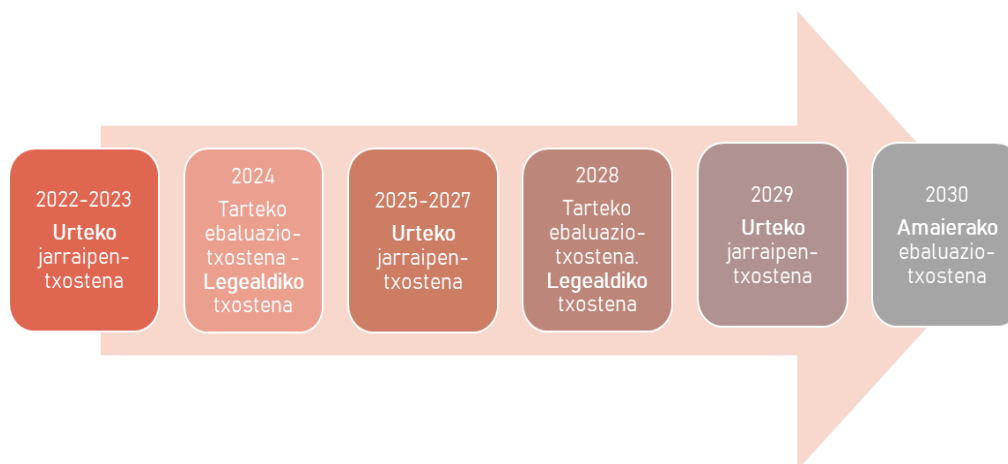 2022-2023
Urteko
jarraipen-
txostena
2024
Tarteko
ebaluazio-
txostena -
Legealdiko
txostena
2025-2027
Urteko
jarraipen-
txostena
2028
Tarteko
ebaluazio-
txostena.
Legealdiko
txostena
2029
Urteko
jarraipen-
txostena
2030
Amaierako
ebaluazio-
txostena